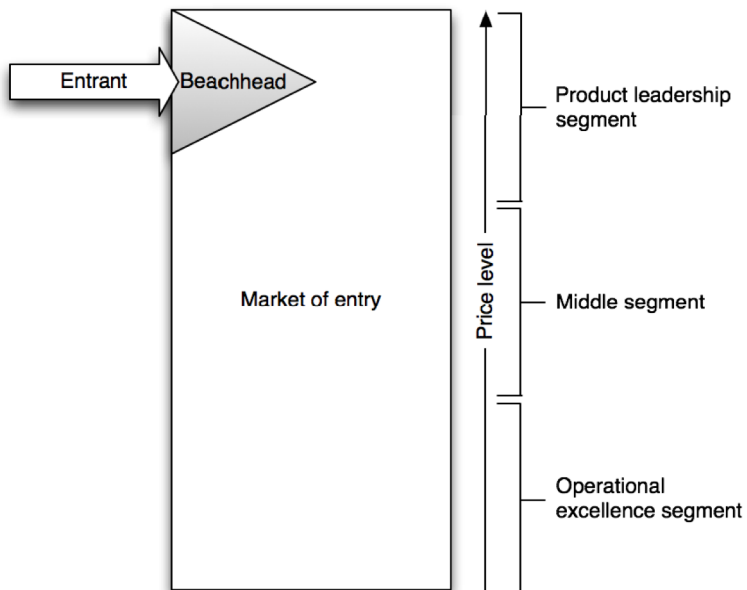 Entrant
Beachhead
Product leadership
segment
Market of entry
Price level
Middle segment
Operational
excellence segment